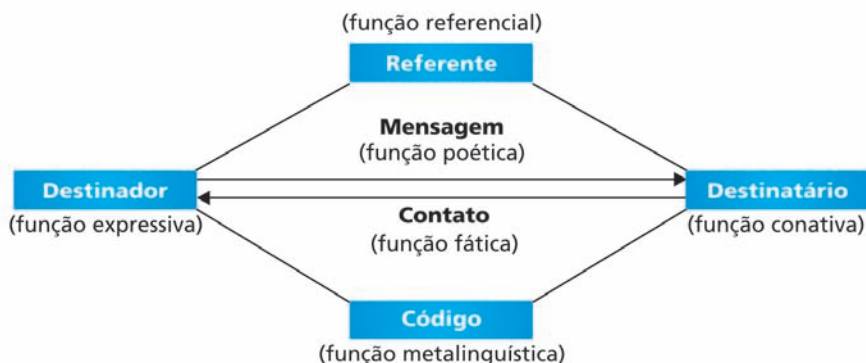 (função referencial)
Referente
Mensagem
(função poética)
Destinador
(função expressiva)
Destinatário
(função conativa)
Contato
(função fática)
Código
(função metalinguística)